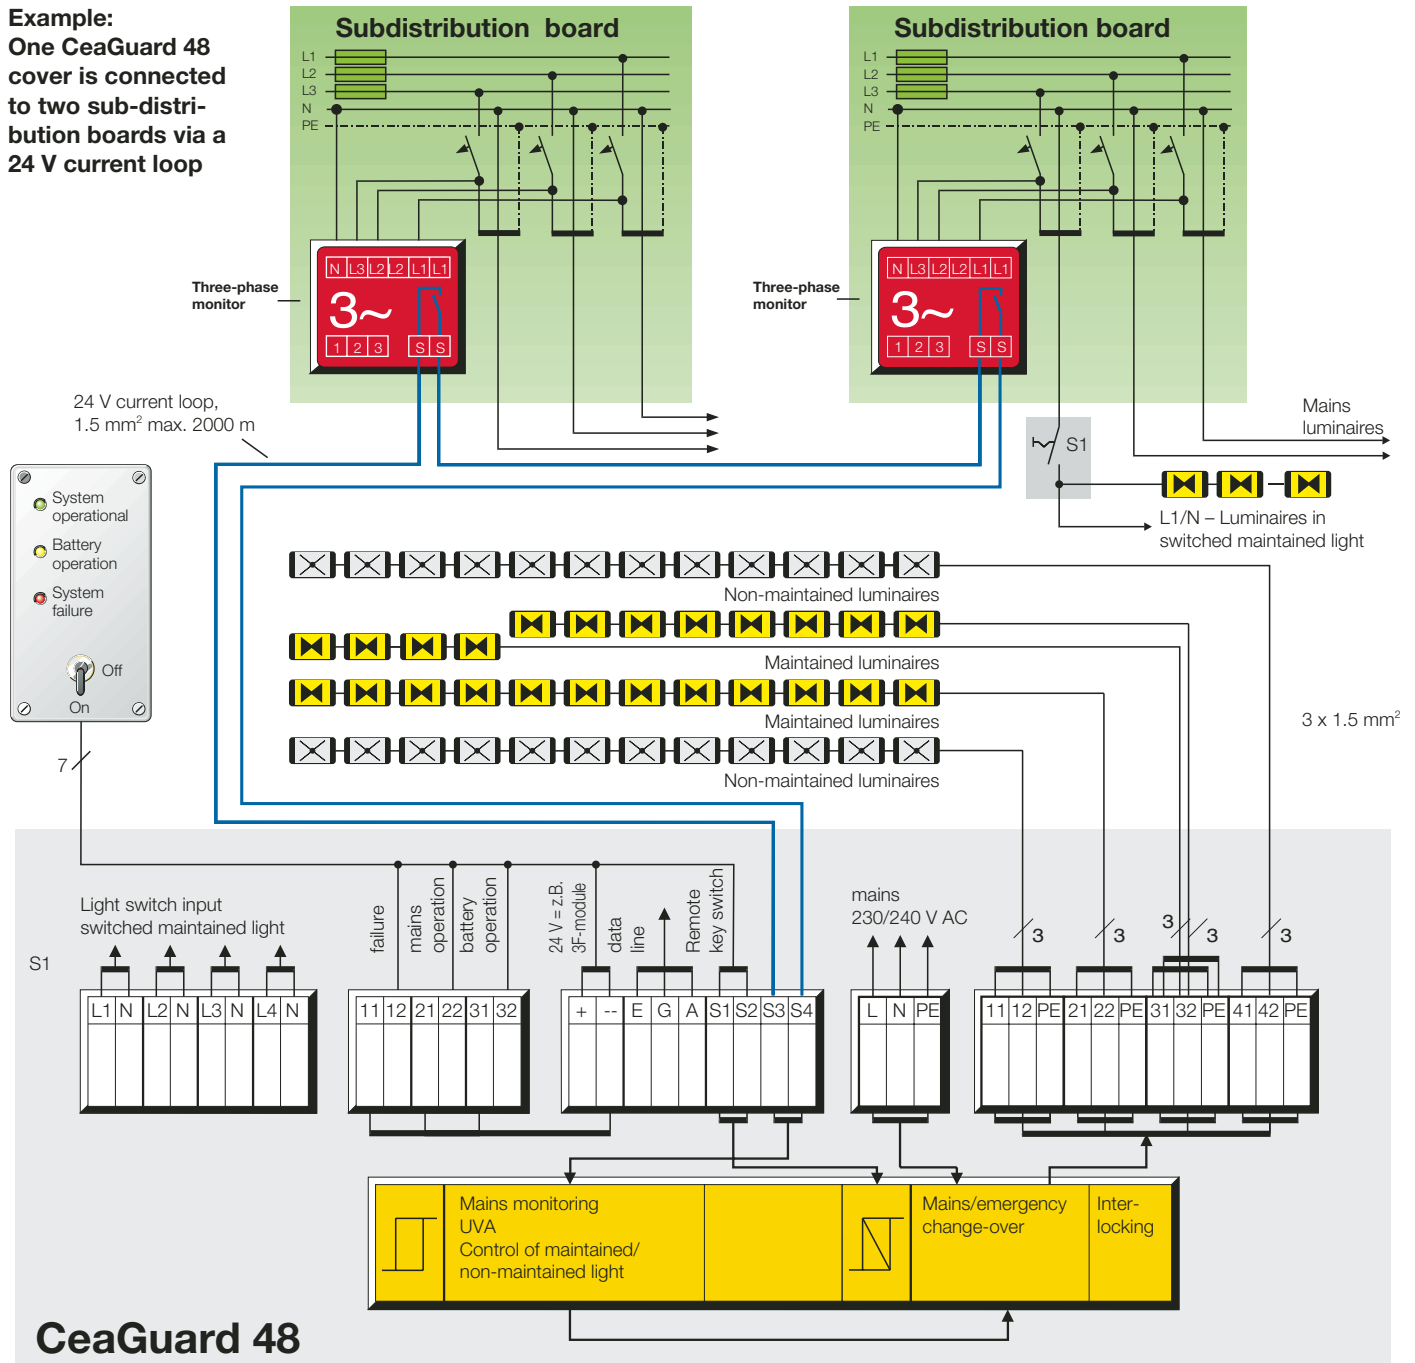 Example:
One CeaGuard 48
cover is connected
to two sub-distri-
bution boards via a
24 V current loop
Subdistribution board
L1
L2
L3
N
PE
Three-phase
monitor
N L3 L2 L2 L1 L1
3~
1 2 3 S S
Subdistribution board
L1
L2
L3
N
PE
Three-phase
monitor
N L3 L2 L2 L1 L1
3~
1 2 3 S S
24 V current loop,
1.5 mm² max. 2000 m
S1
Mains
luminaires
L1/N – Luminaires in
switched maintained light
System
operational
Battery
operation
System
failure
Off
On
7
Non-maintained luminaires
Maintained luminaires
Maintained luminaires
Non-maintained luminaires
3 x 1.5 mm²
Light switch input
switched maintained light
S1
L1 N L2 N L3 N L4 N
failure
mains
operation
battery
operation
11 12 21 22 31 32
24 V = z.B.
3F-module
data
line
Remote
key switch
+ -- E G A S1 S2 S3 S4
mains
230/240 V AC
L N PE
3
3
3
3
3
11 12 PE 21 22 PE 31 32 PE 41 42 PE
Mains monitoring
UVA
Control of maintained/
non-maintained light
Mains/emergency
change-over
Inter-
locking
CeaGuard 48